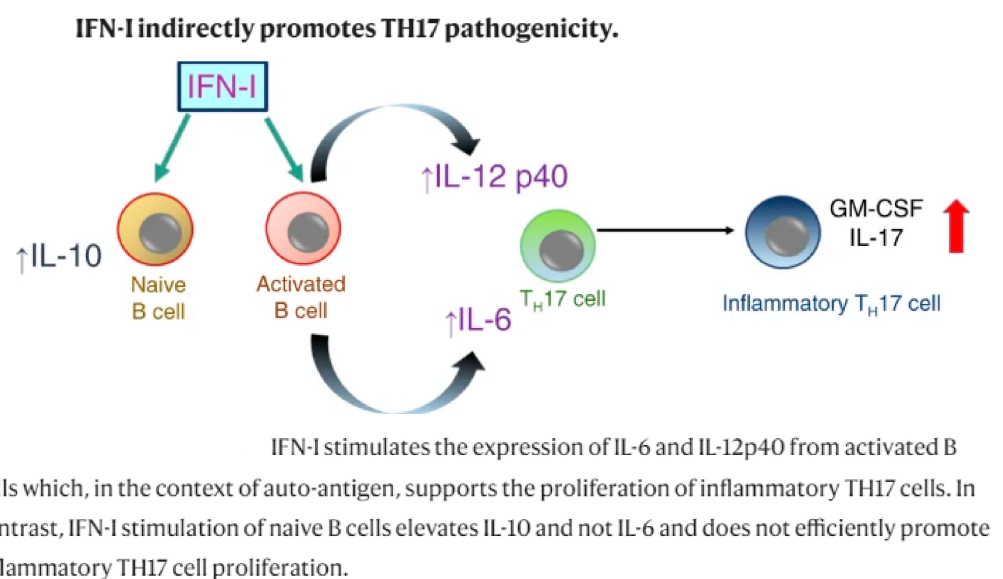 IFN-I indirectly promotes TH17 pathogenicity.
IFN-I
↑IL-12 p40
GM-CSF
IL-17
↑IL-10
Naive
B cell
Activated
B cell
↑IL-6
TH17 cell
Inflammatory TH17 cell
IFN-I stimulates the expression of IL-6 and IL-12p40 from activated B
lls which, in the context of auto-antigen, supports the proliferation of inflammatory TH17 cells. In
ntrast, IFN-I stimulation of naive B cells elevates IL-10 and not IL-6 and does not efficiently promote
flammatory TH17 cell proliferation.